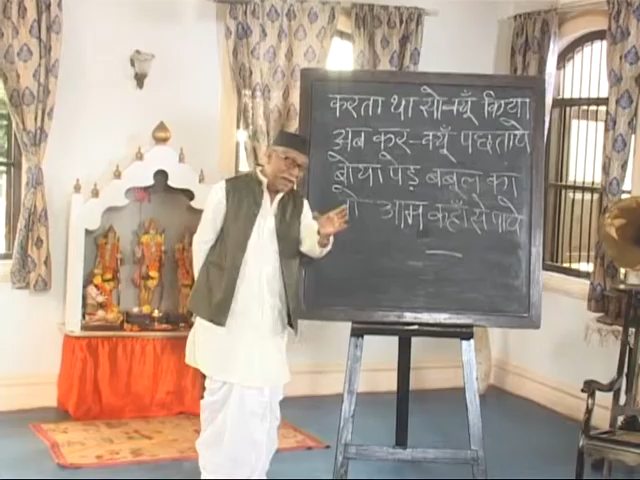 करता था सो क्यूँ किया
अब कर क्यूँ पछतापे
बोया पेड़ बबूल का
तो आम कहाँ से पावे